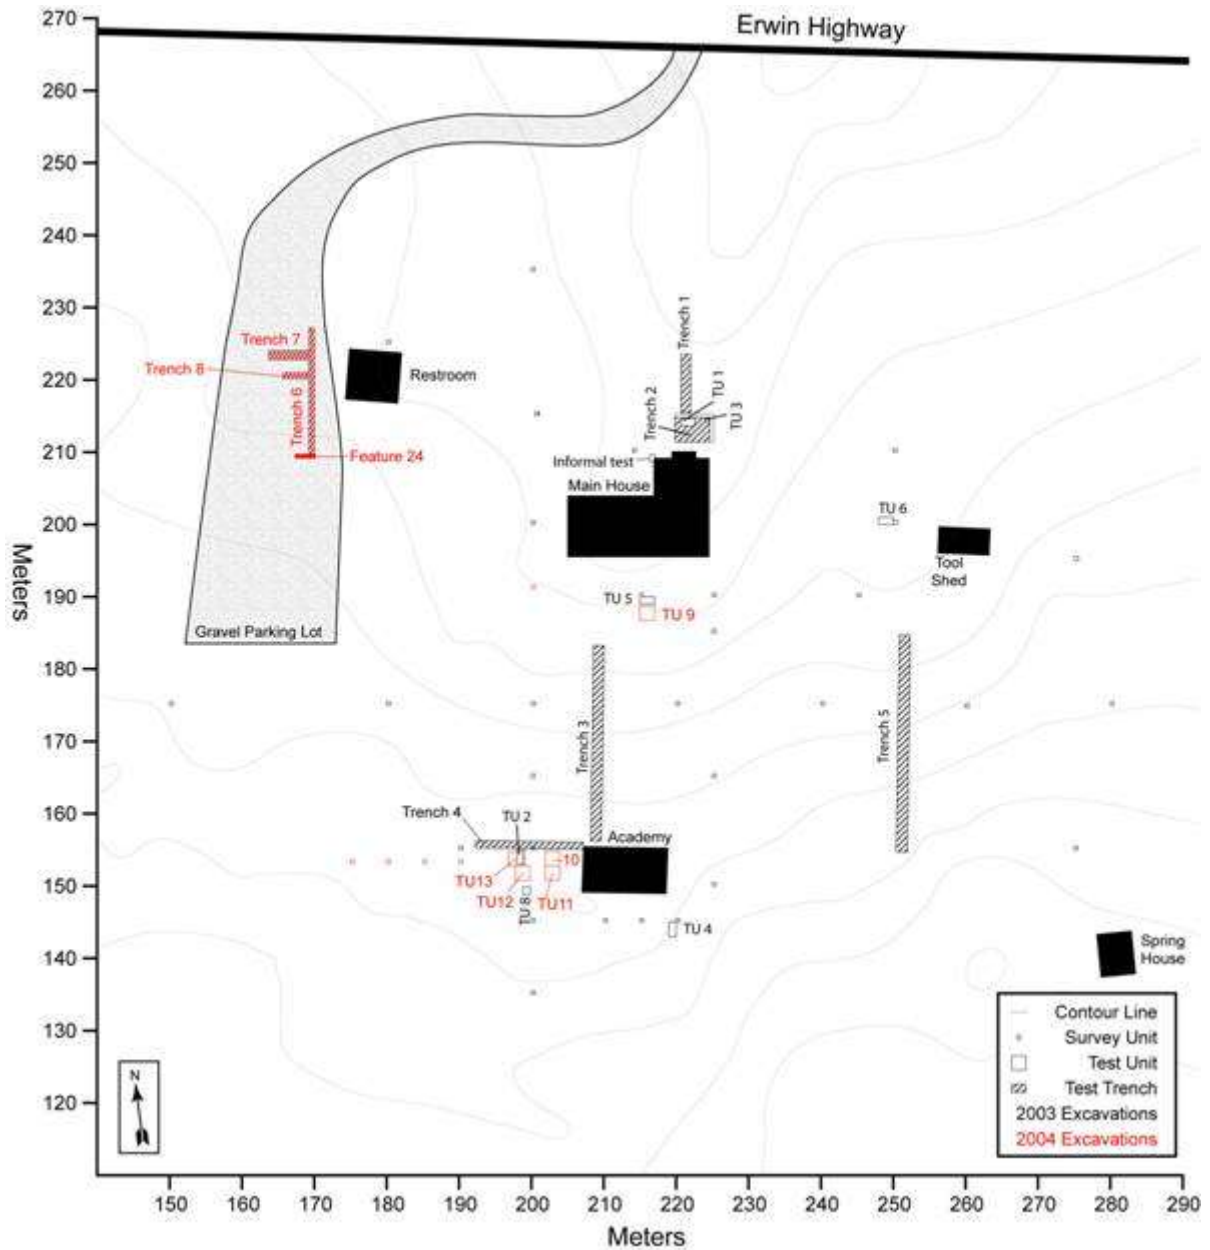 Erwin Highway
270
260
250
240
230
220
210
200
190
180
170
160
150
140
130
120
Meters
Trench 7
Trench 8
Trench 6
Feature 24
Restroom
Trench 1
Trench 2
TU 1
TU 3
Informal test
Main House
TU 6
Tool
Shed
TU 5
TU 9
Gravel Parking Lot
Trench 3
Trench 5
Trench 4
TU 2
Academy
10
TU13
TU12
TU 8
TU11
TU 4
Spring
House
Contour Line
Survey Unit
Test Unit
Test Trench
2003 Excavations
2004 Excavations
N
150
160
170
180
190
200
210
220
230
240
250
260
270
280
290
Meters